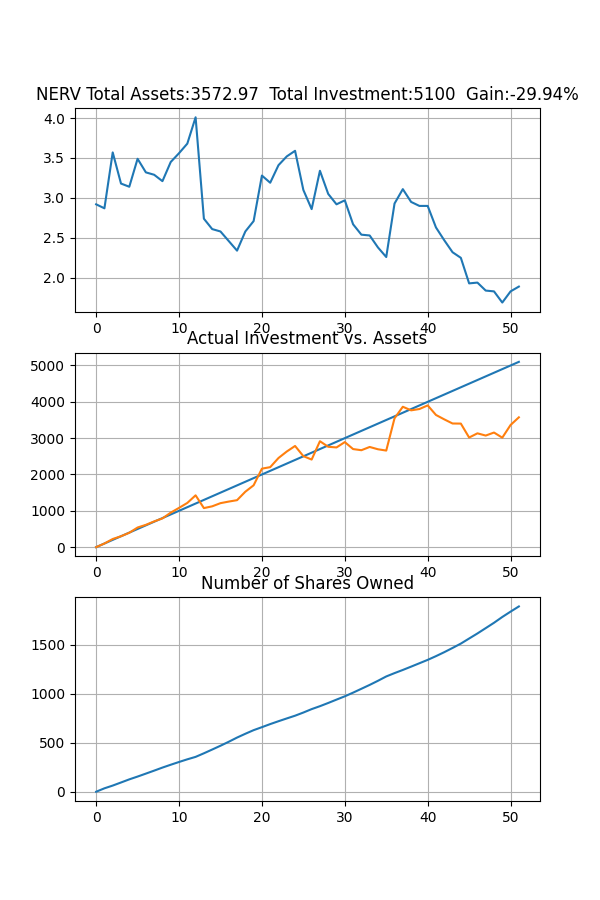 NERV Total Assets:3572.97  Total Investment:5100  Gain:-29.94%
4.0
3.5
3.0
2.5
2.0
0 10 20 30 40 50
Actual Investment vs. Assets
5000
4000
3000
2000
1000
0
0 10 20 30 40 50
Number of Shares Owned
1500
1000
500
0
0 10 20 30 40 50